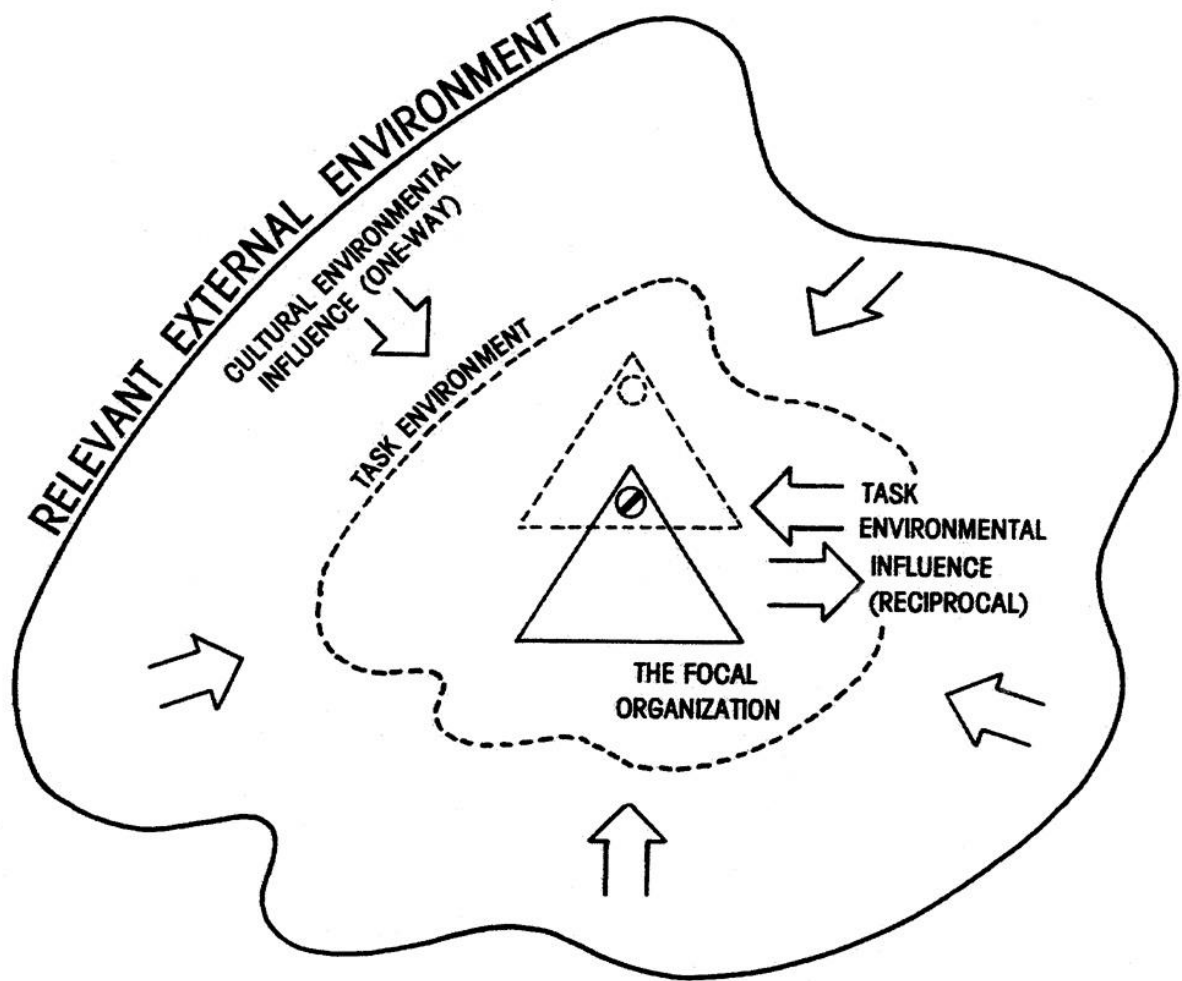 RELEVANT EXTERNAL ENVIRONMENT
CULTURAL ENVIRONMENTAL
INFLUENCE (ONE-WAY)
TASK ENVIRONMENT
TASK
ENVIRONMENTAL
INFLUENCE
(RECIPROCAL)
THE FOCAL
ORGANIZATION